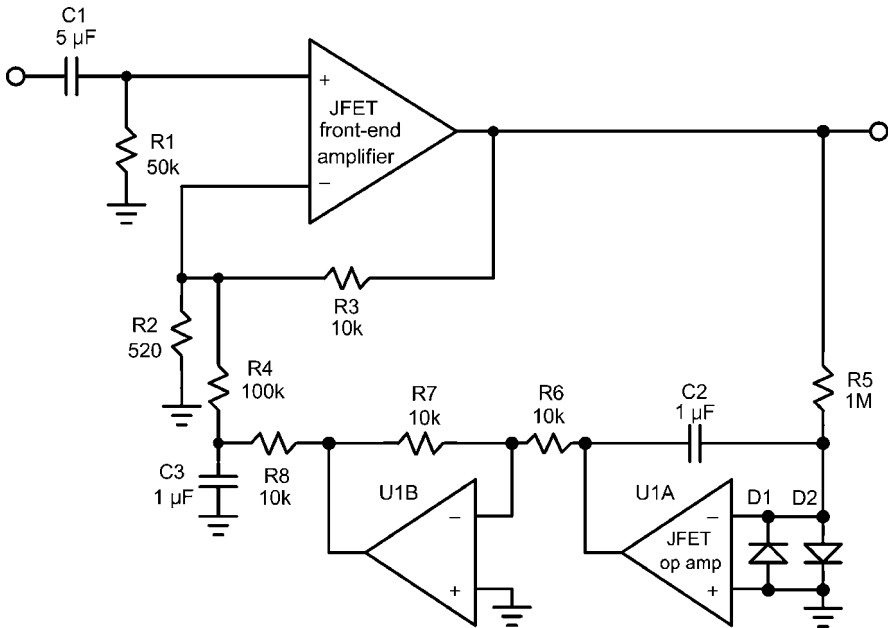 C1
5 µF
+
JFET
front-end
amplifier
−
R1
50k
R3
10k
R2
520
R4
100k
R7
10k
R6
10k
C2
1 µF
R5
1M
C3
1 µF
R8
10k
U1B
−
+
U1A
−
JFET
op amp
+
D1
D2